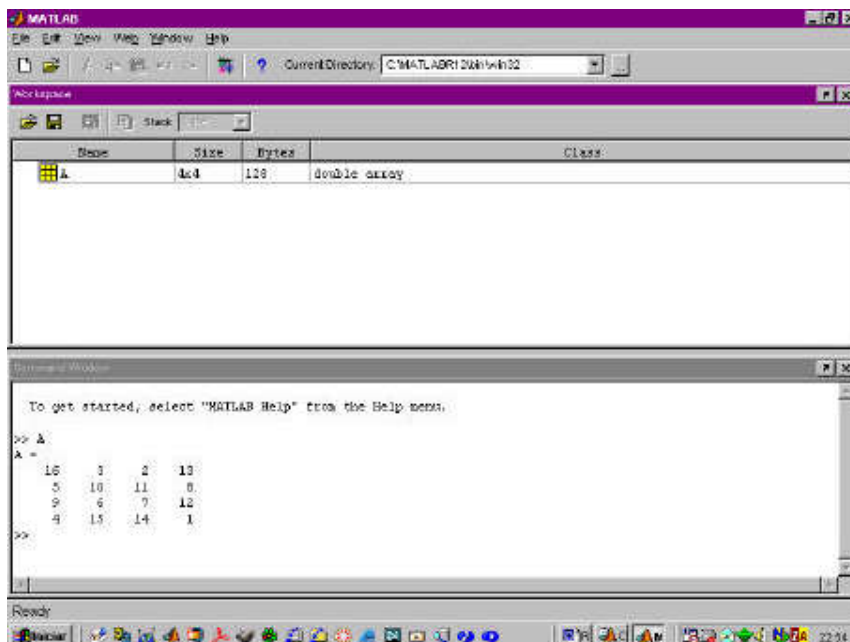 MATLAB
File Edit View Web Window Help
Current Directory: C:\MATLABR12\bin\win32
Workspace
Stack
Name Size Bytes Class
A 4x4 128 double array
Command Window
To get started, select "MATLAB Help" from the Help menu.
>> A
A =
16 3 2 13
5 10 11 8
9 6 7 12
4 15 14 1
>>
Ready
Iniciar